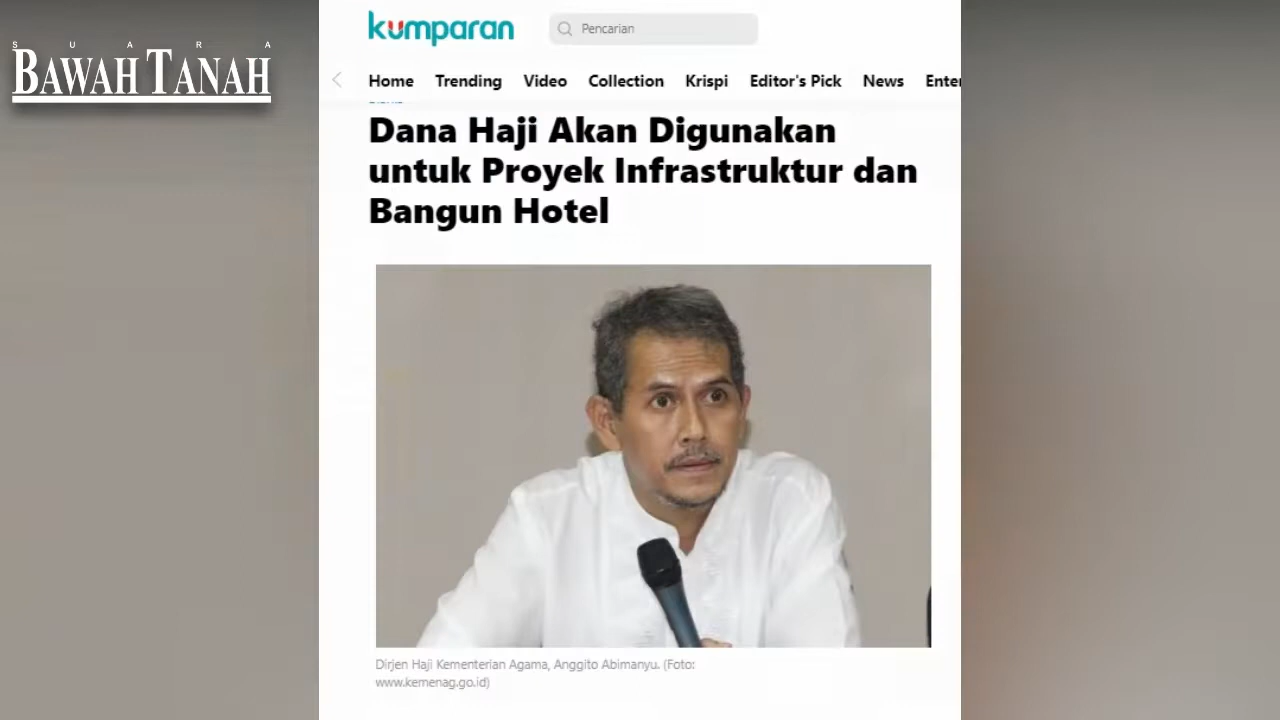 SUARA
BAWAH TANAH
kumparan
Pencarian
Home Trending Video Collection Krispi Editor's Pick News Enter
Dana Haji Akan Digunakan
untuk Proyek Infrastruktur dan
Bangun Hotel
Dirjen Haji Kementerian Agama, Anggito Abimanyu. (Foto:
www.kemenag.go.id)